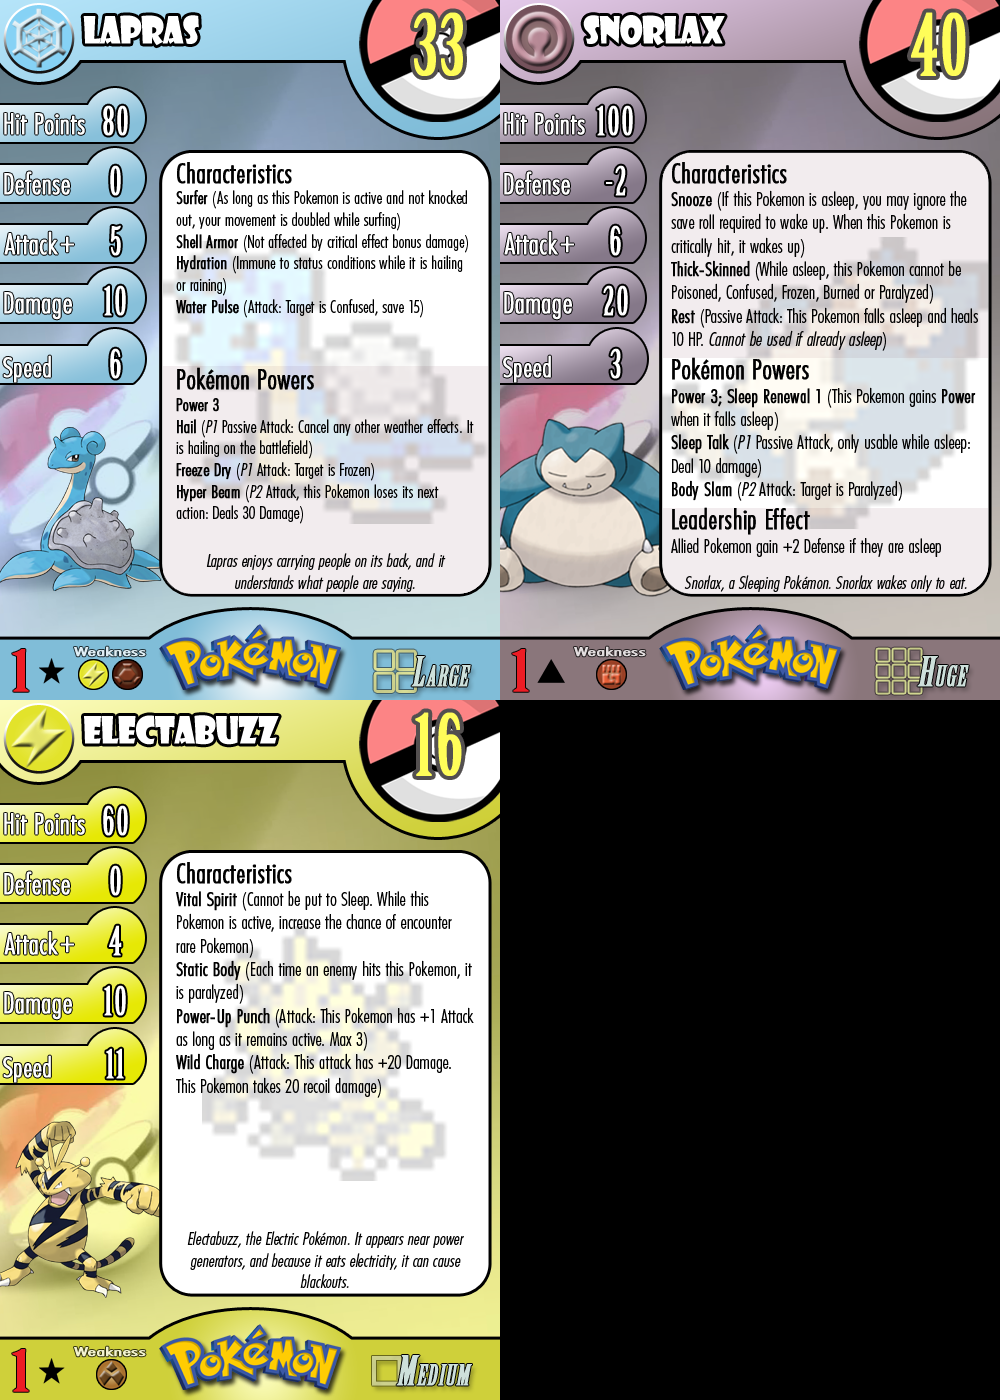 LAPRAS
33
Hit Points 80
Defense 0
Attack+ 5
Damage 10
Speed 6
Characteristics
Surfer (As long as this Pokemon is active and not knocked
out, your movement is doubled while surfing)
Shell Armor (Not affected by critical effect bonus damage)
Hydration (Immune to status conditions while it is hailing
or raining)
Water Pulse (Attack: Target is Confused, save 15)
Pokémon Powers
Power 3
Hail (P1 Passive Attack: Cancel any other weather effects. It
is hailing on the battlefield)
Freeze Dry (P1 Attack: Target is Frozen)
Hyper Beam (P2 Attack, this Pokemon loses its next
action: Deals 30 Damage)
Lapras enjoys carrying people on its back, and it
understands what people are saying.
1
Weakness
POKéMON
LARGE
SNORLAX
40
Hit Points 100
Defense -2
Attack+ 6
Damage 20
Speed 3
Characteristics
Snooze (If this Pokemon is asleep, you may ignore the
save roll required to wake up. When this Pokemon is
critically hit, it wakes up)
Thick-Skinned (While asleep, this Pokemon cannot be
Poisoned, Confused, Frozen, Burned or Paralyzed)
Rest (Passive Attack: This Pokemon falls asleep and heals
10 HP. Cannot be used if already asleep)
Pokémon Powers
Power 3; Sleep Renewal 1 (This Pokemon gains Power
when it falls asleep)
Sleep Talk (P1 Passive Attack, only usable while asleep:
Deal 10 damage)
Body Slam (P2 Attack: Target is Paralyzed)
Leadership Effect
Allied Pokemon gain +2 Defense if they are asleep
Snorlax, a Sleeping Pokémon. Snorlax wakes only to eat.
1
Weakness
POKéMON
HUGE
ELECTABUZZ
16
Hit Points 60
Defense 0
Attack+ 4
Damage 10
Speed 11
Characteristics
Vital Spirit (Cannot be put to Sleep. While this
Pokemon is active, increase the chance of encounter
rare Pokemon)
Static Body (Each time an enemy hits this Pokemon, it
is paralyzed)
Power-Up Punch (Attack: This Pokemon has +1 Attack
as long as it remains active. Max 3)
Wild Charge (Attack: This attack has +20 Damage.
This Pokemon takes 20 recoil damage)
Electabuzz, the Electric Pokémon. It appears near power
generators, and because it eats electricity, it can cause
blackouts.
1
Weakness
POKéMON
MEDIUM